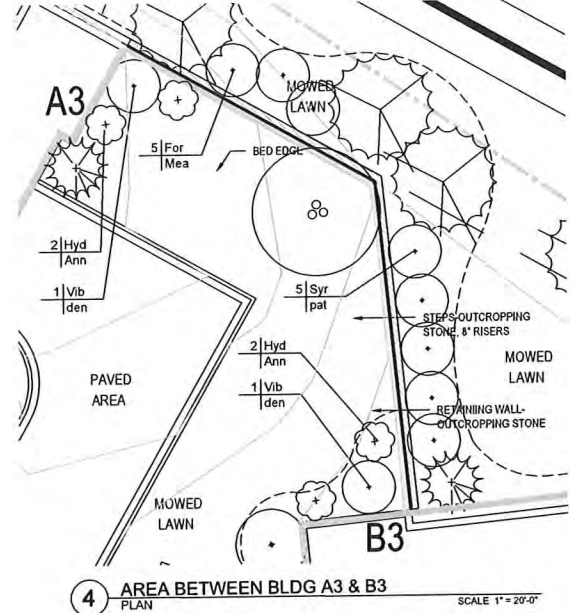 MOWED
LAWN
A3
5 For
Mea
BED EDGE
2 Hyd
Ann
1 Vib
den
5 Syr
pat
STEPS-OUTCROPPING
STONE, 8" RISERS
2 Hyd
Ann
MOWED
LAWN
PAVED
AREA
1 Vib
den
RETAINING WALL-
OUTCROPPING STONE
MOWED
LAWN
B3
4 AREA BETWEEN BLDG A3 & B3
PLAN SCALE 1" = 20'-0"